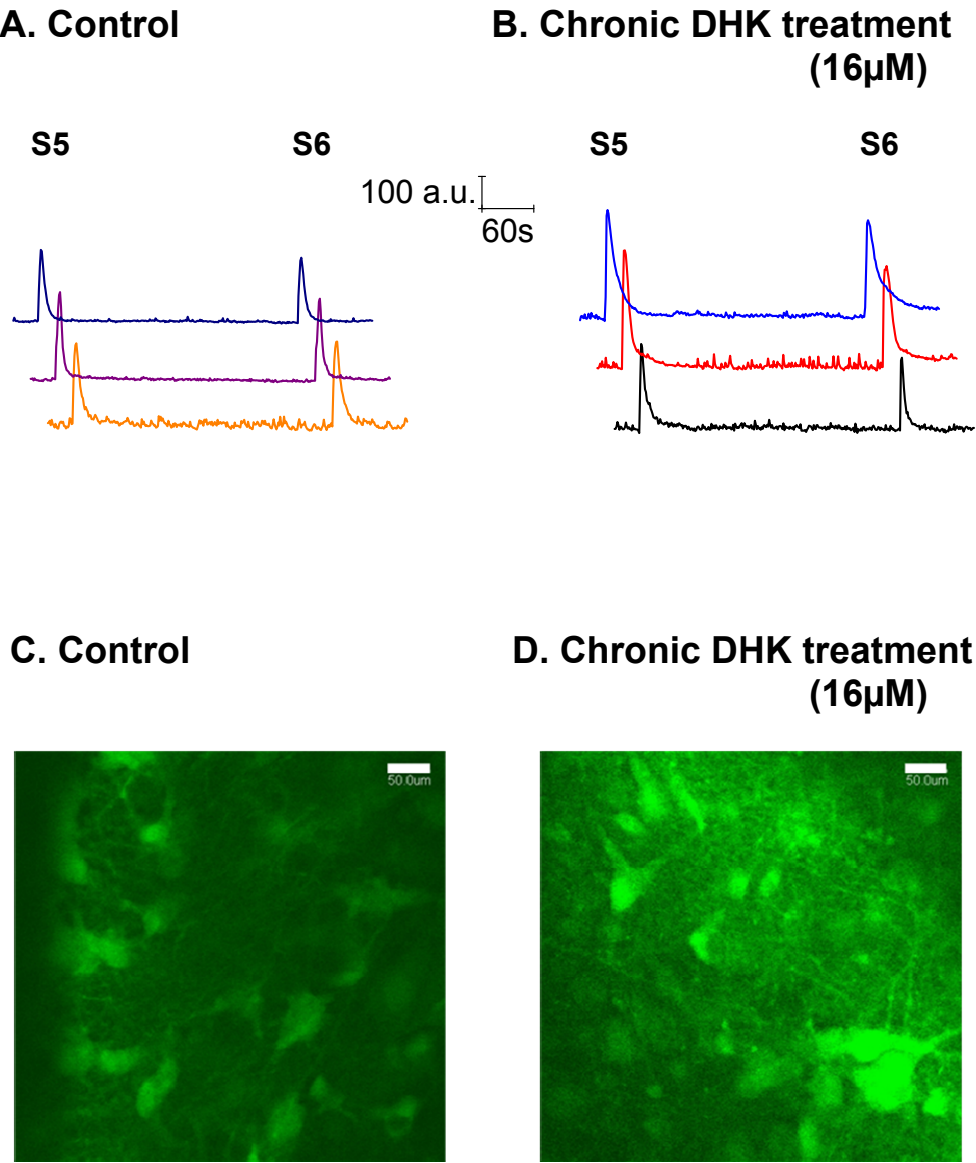 A. Control
B. Chronic DHK treatment
(16µM)
S5
S6
S5
S6
100 a.u.
60s
C. Control
D. Chronic DHK treatment
(16µM)
50.0um
50.0um